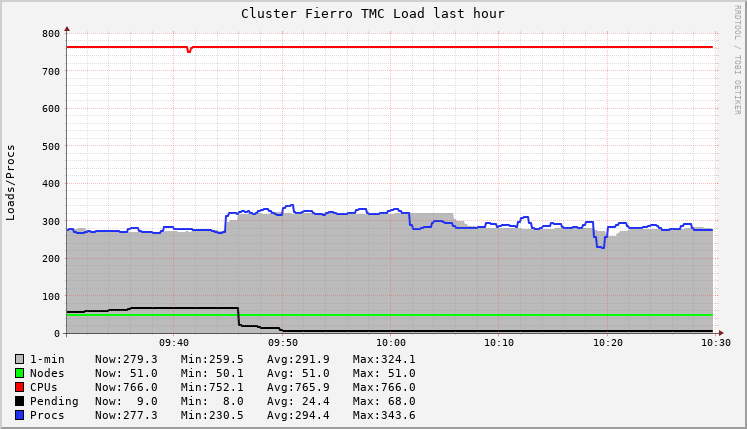 Cluster Fierro TMC Load last hour
RRDTOOL / TOBI OETIKER
Loads/Procs
800
700
600
500
400
300
200
100
0
09:40 09:50 10:00 10:10 10:20 10:30
1-min Now:279.3 Min:259.5 Avg:291.9 Max:324.1
Nodes Now: 51.0 Min: 50.1 Avg: 51.0 Max: 51.0
CPUs Now:766.0 Min:752.1 Avg:765.9 Max:766.0
Pending Now: 9.0 Min: 8.0 Avg: 24.4 Max: 68.0
Procs Now:277.3 Min:230.5 Avg:294.4 Max:343.6